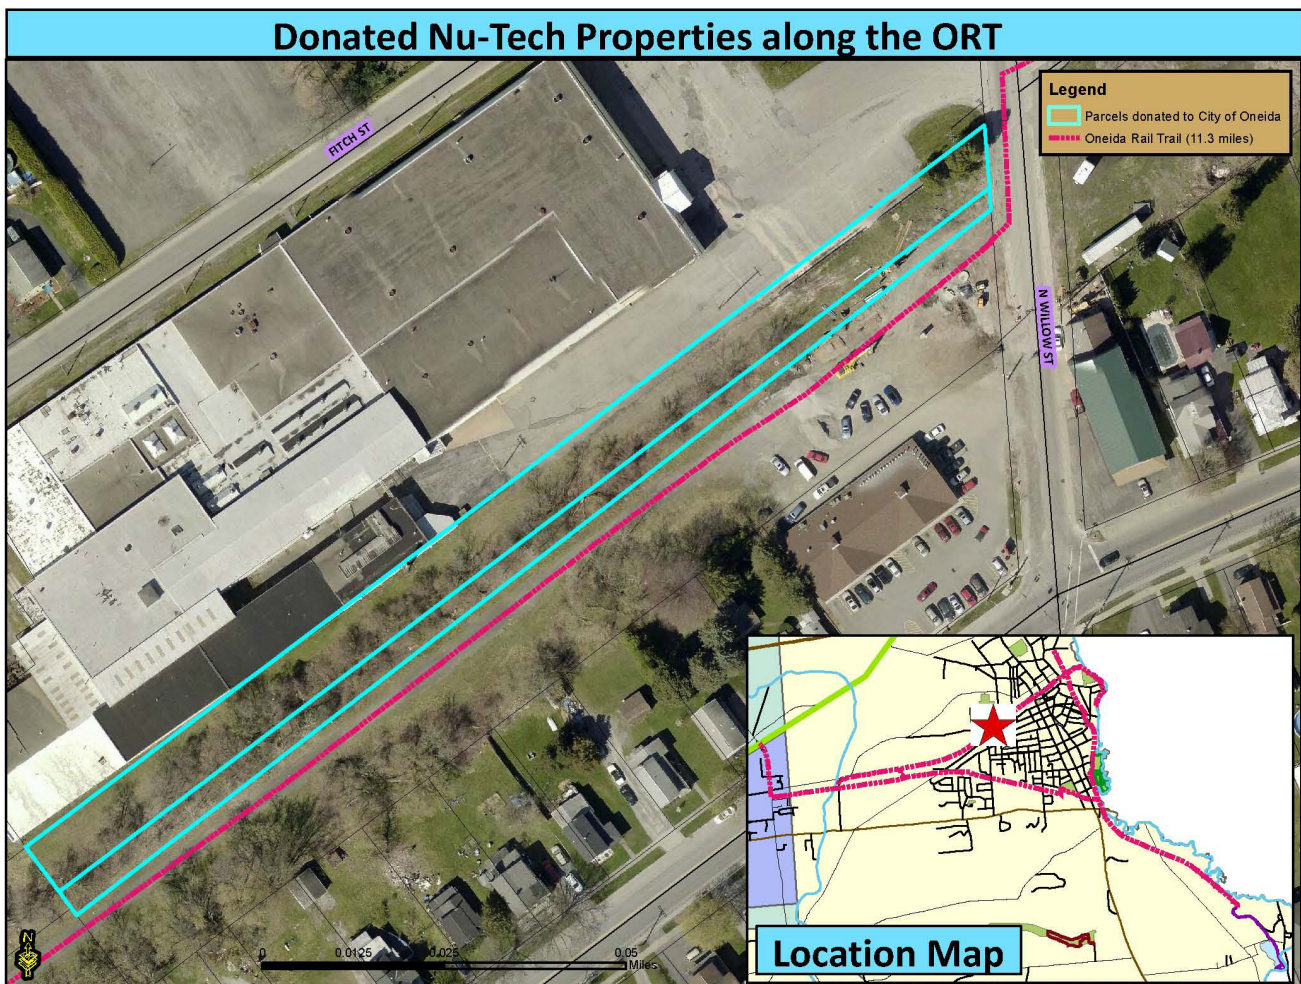 Donated Nu-Tech Properties along the ORT
Legend
Parcels donated to City of Oneida
Oneida Rail Trail (11.3 miles)
FITCH ST
N WILLOW ST
0 0.0125 0.025 0.05
Miles
Location Map